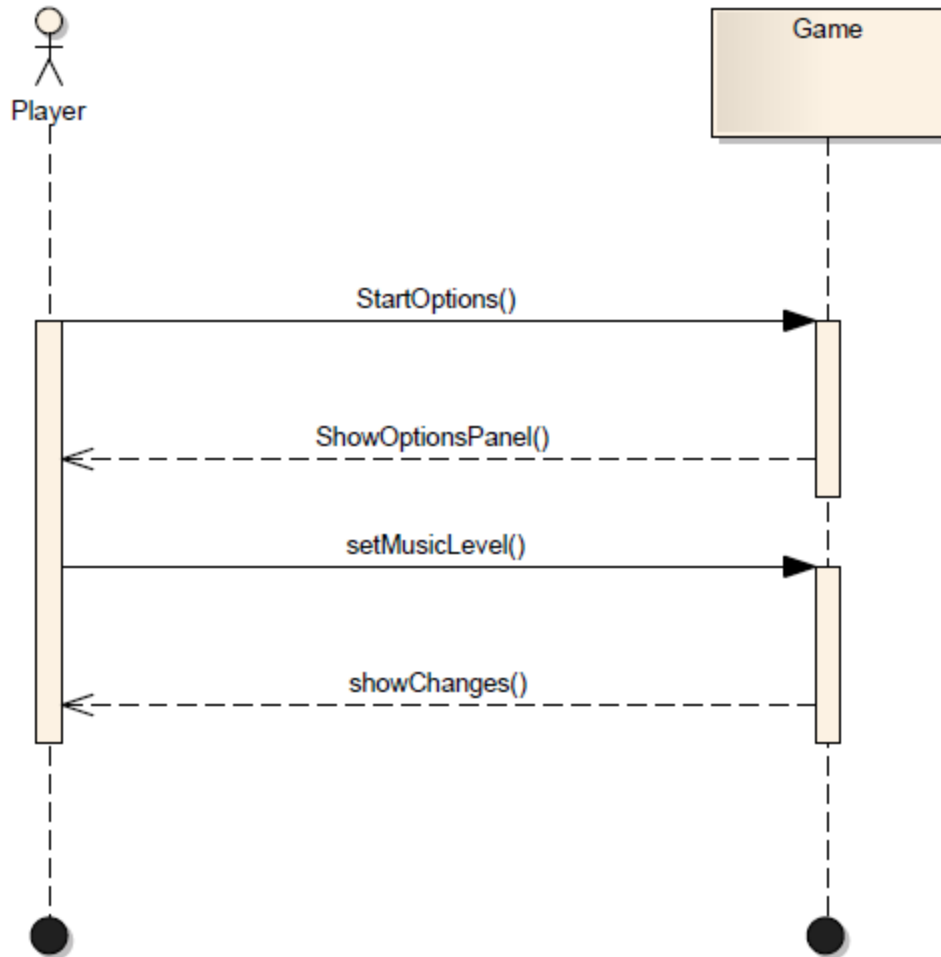 Game
Player
StartOptions()
ShowOptionsPanel()
setMusicLevel()
showChanges()